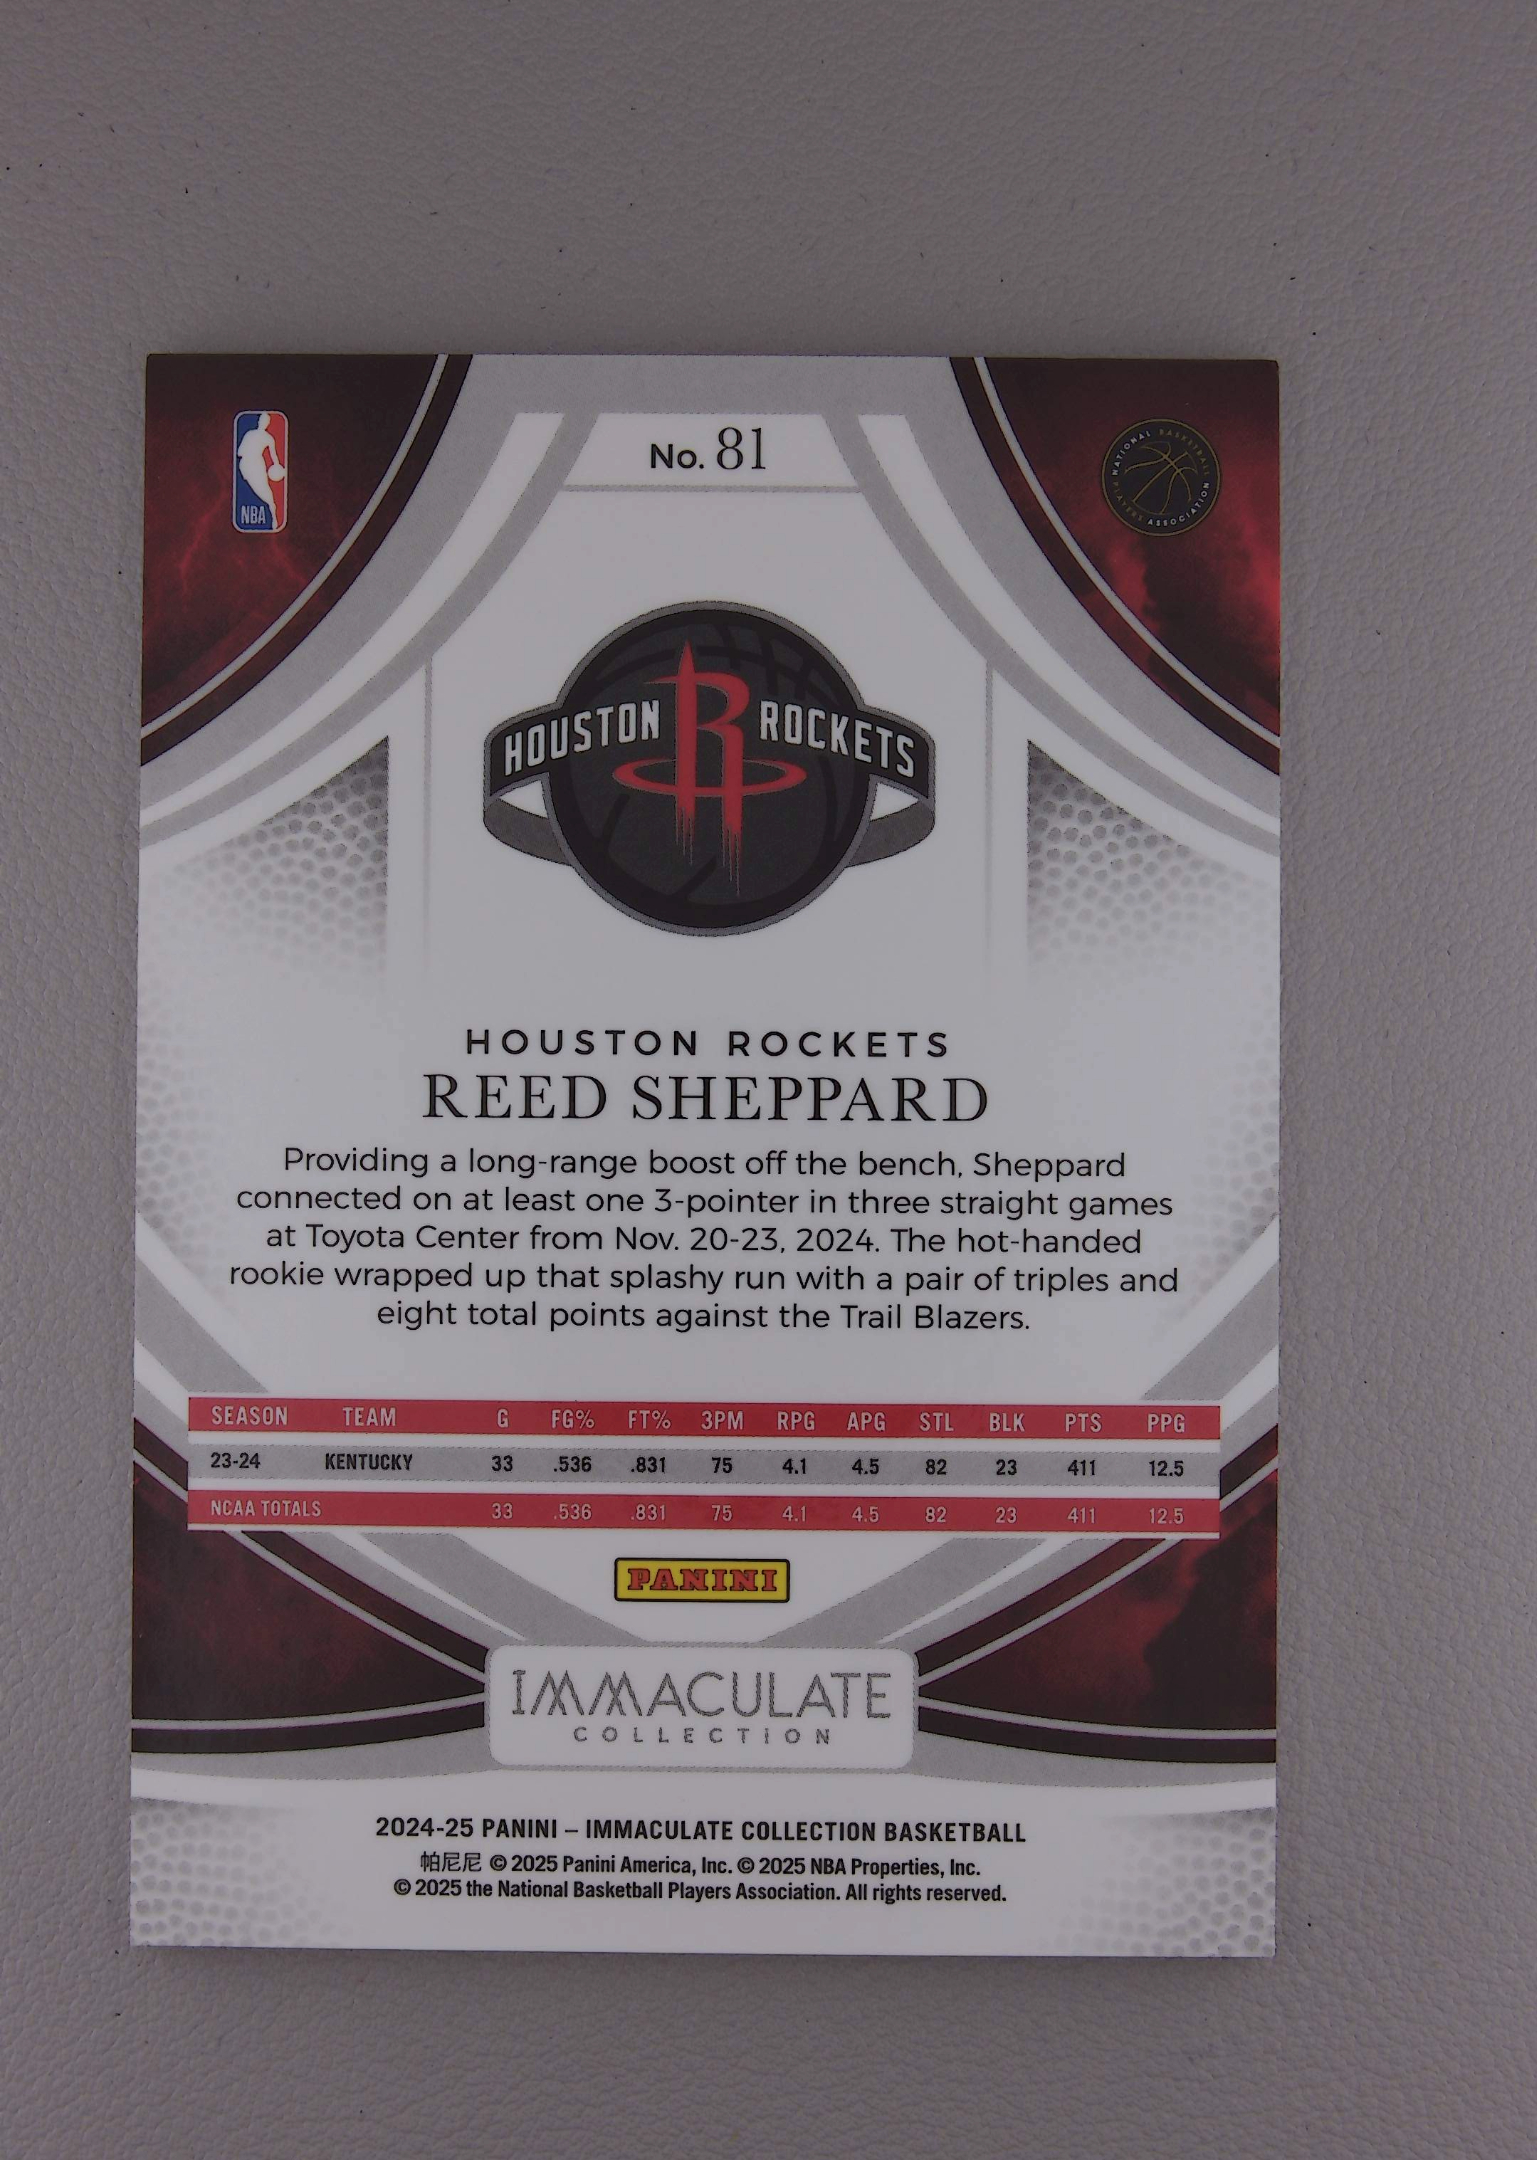 NBA
No. 81
NATIONAL BASKETBALL PLAYERS ASSOCIATION
HOUSTON ROCKETS
HOUSTON ROCKETS
REED SHEPPARD
Providing a long-range boost off the bench, Sheppard
connected on at least one 3-pointer in three straight games
at Toyota Center from Nov. 20-23, 2024. The hot-handed
rookie wrapped up that splashy run with a pair of triples and
eight total points against the Trail Blazers.
SEASON TEAM G FG% FT% 3PM RPG APG STL BLK PTS PPG
23-24 KENTUCKY 33 .536 .831 75 4.1 4.5 82 23 411 12.5
NCAA TOTALS 33 .536 .831 75 4.1 4.5 82 23 411 12.5
PANINI
IMMACULATE
COLLECTION
2024-25 PANINI – IMMACULATE COLLECTION BASKETBALL
帕尼尼 © 2025 Panini America, Inc. © 2025 NBA Properties, Inc.
© 2025 the National Basketball Players Association. All rights reserved.